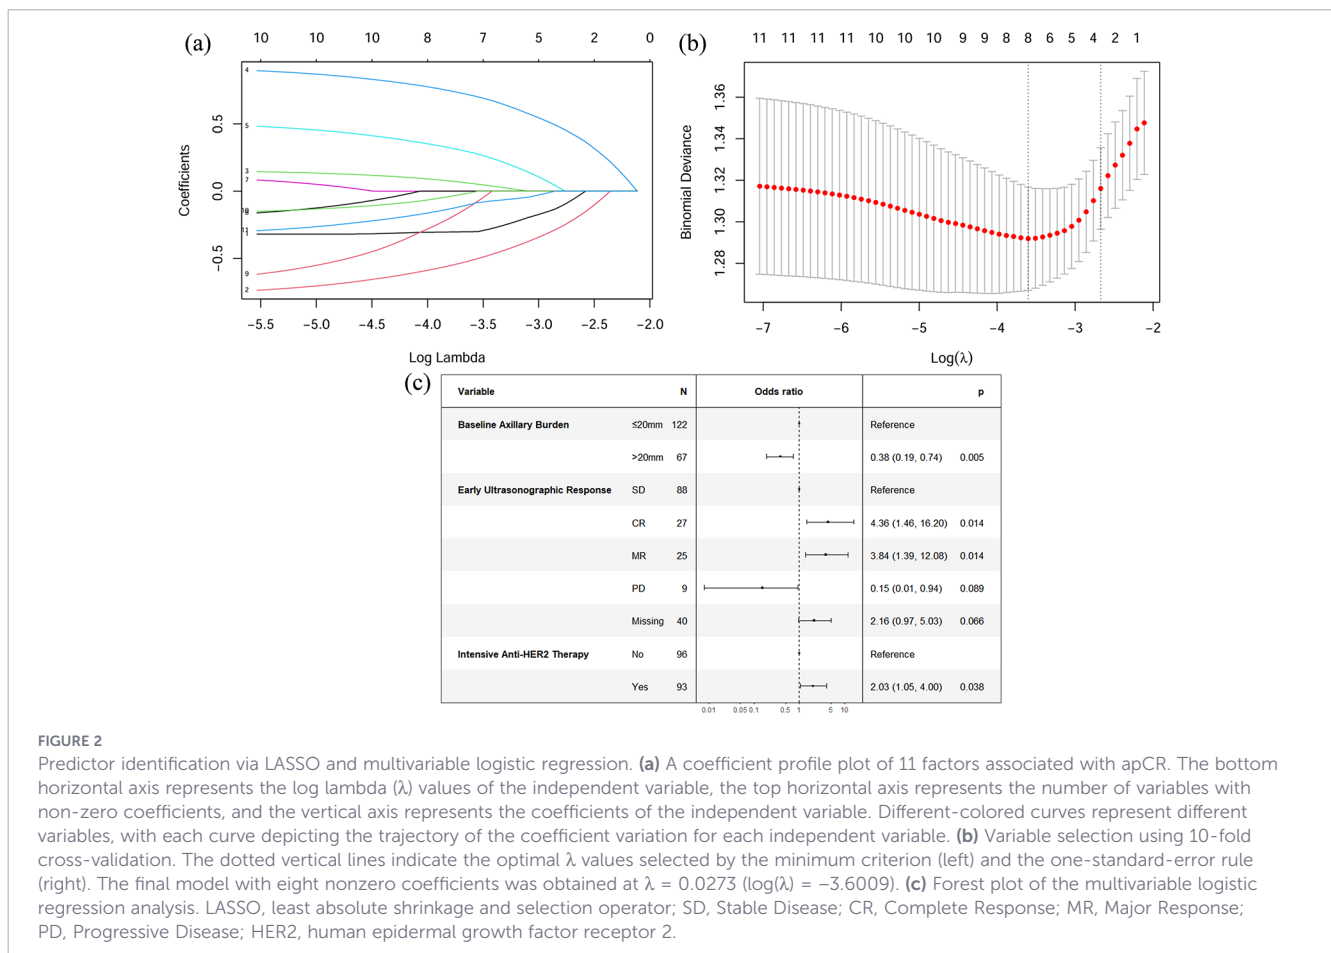 (a)
10 10 10 8 7 5 2 0
Coefficients
0.5
0.0
−0.5
4
5
3
7
11
9
2
−5.5 −5.0 −4.5 −4.0 −3.5 −3.0 −2.5 −2.0
Log Lambda
(b)
11 11 11 11 10 10 10 9 9 8 8 6 5 4 2 1
Binomial Deviance
1.36
1.34
1.32
1.30
1.28
−7 −6 −5 −4 −3 −2
Log(λ)
(c)
Variable N Odds ratio p
Baseline Axillary Burden ≤20mm 122 Reference
>20mm 67 0.38 (0.19, 0.74) 0.005
Early Ultrasonographic Response SD 88 Reference
CR 27 4.36 (1.46, 16.20) 0.014
MR 25 3.84 (1.39, 12.08) 0.014
PD 9 0.15 (0.01, 0.94) 0.089
Missing 40 2.16 (0.97, 5.03) 0.066
Intensive Anti-HER2 Therapy No 96 Reference
Yes 93 2.03 (1.05, 4.00) 0.038
0.01 0.05 0.1 0.5 1 5 10
FIGURE 2
Predictor identification via LASSO and multivariable logistic regression. (a) A coefficient profile plot of 11 factors associated with apCR. The bottom
horizontal axis represents the log lambda (λ) values of the independent variable, the top horizontal axis represents the number of variables with
non-zero coefficients, and the vertical axis represents the coefficients of the independent variable. Different-colored curves represent different
variables, with each curve depicting the trajectory of the coefficient variation for each independent variable. (b) Variable selection using 10-fold
cross-validation. The dotted vertical lines indicate the optimal λ values selected by the minimum criterion (left) and the one-standard-error rule
(right). The final model with eight nonzero coefficients was obtained at λ = 0.0273 (log(λ) = −3.6009). (c) Forest plot of the multivariable logistic
regression analysis. LASSO, least absolute shrinkage and selection operator; SD, Stable Disease; CR, Complete Response; MR, Major Response;
PD, Progressive Disease; HER2, human epidermal growth factor receptor 2.